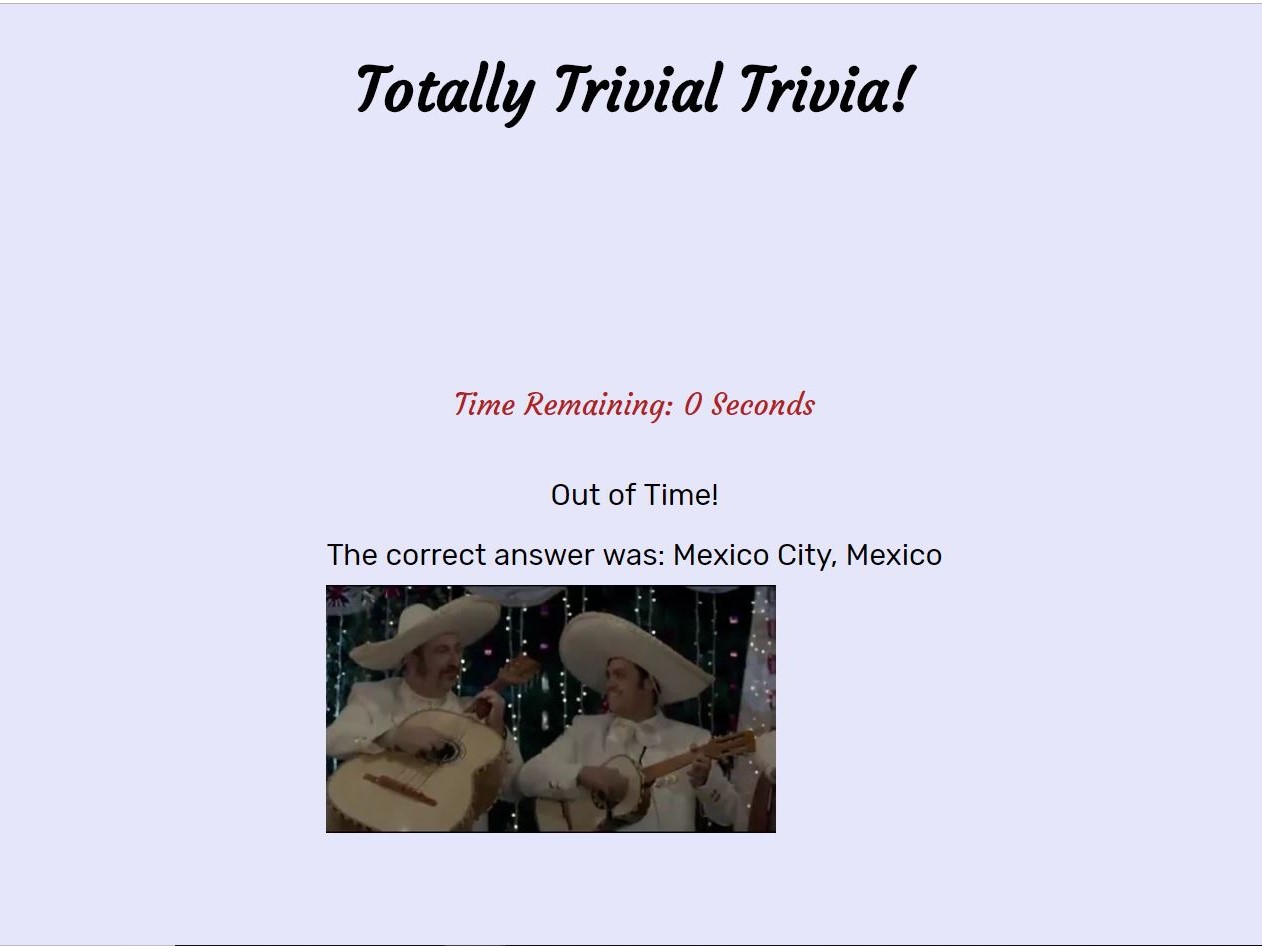 Totally Trivial Trivia!
Time Remaining: 0 Seconds
Out of Time!
The correct answer was: Mexico City, Mexico